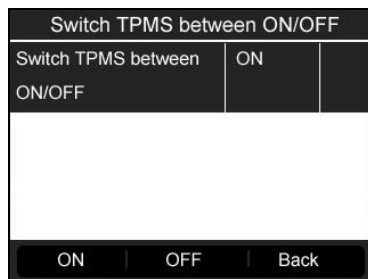 Switch TPMS between ON/OFF
Switch TPMS between ON
ON/OFF
ON OFF Back